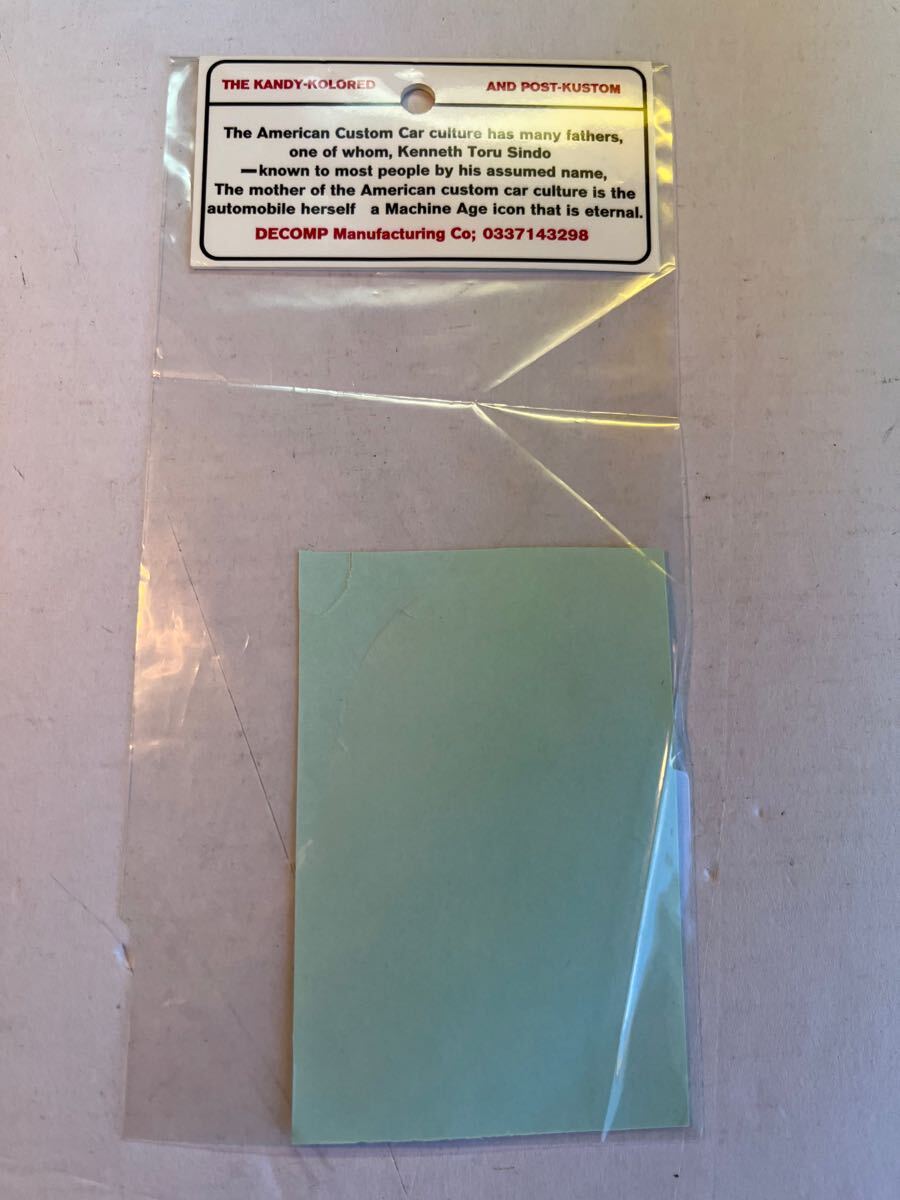 THE KANDY-KOLORED AND POST-KUSTOM
The American Custom Car culture has many fathers,
one of whom, Kenneth Toru Sindo
—known to most people by his assumed name,
The mother of the American custom car culture is the
automobile herself a Machine Age icon that is eternal.
DECOMP Manufacturing Co; 0337143298